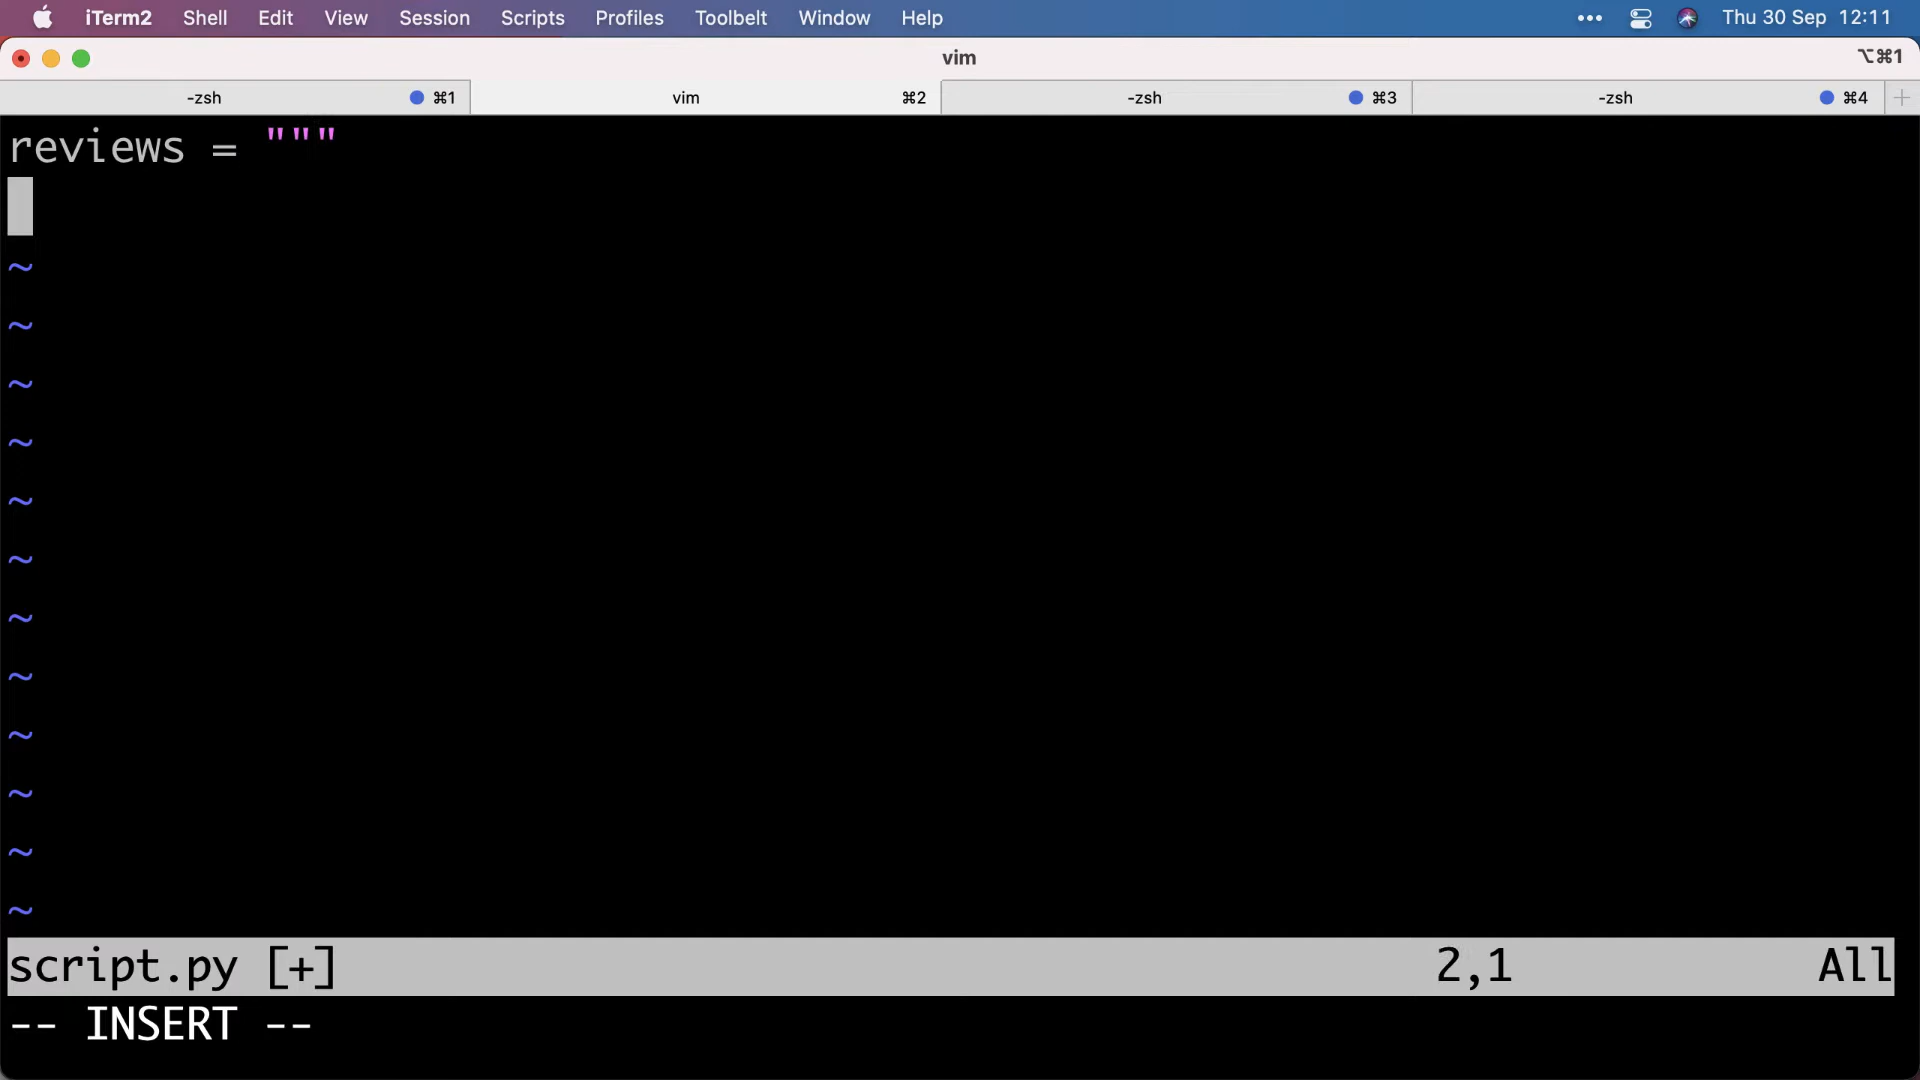 iTerm2 Shell Edit View Session Scripts Profiles Toolbelt Window Help Thu 30 Sep 12:11
vim ⌥⌘1
-zsh ⌘1 vim ⌘2 -zsh ⌘3 -zsh ⌘4 +
reviews = """
~
~
~
~
~
~
~
~
~
~
~
~
script.py [+] 2,1 All
-- INSERT --